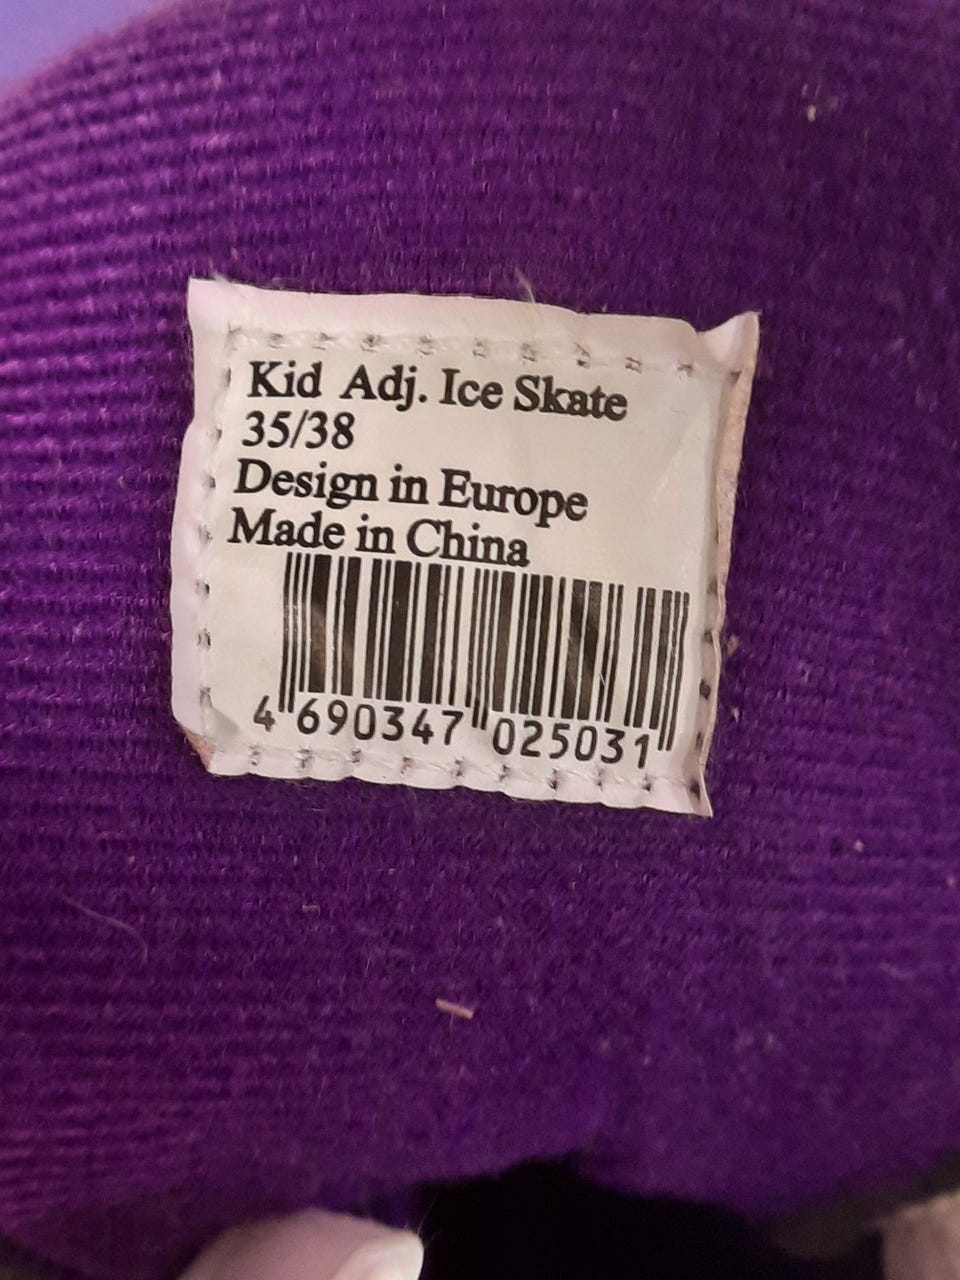 Kid Adj. Ice Skate
35/38
Design in Europe
Made in China
4 690347 025031